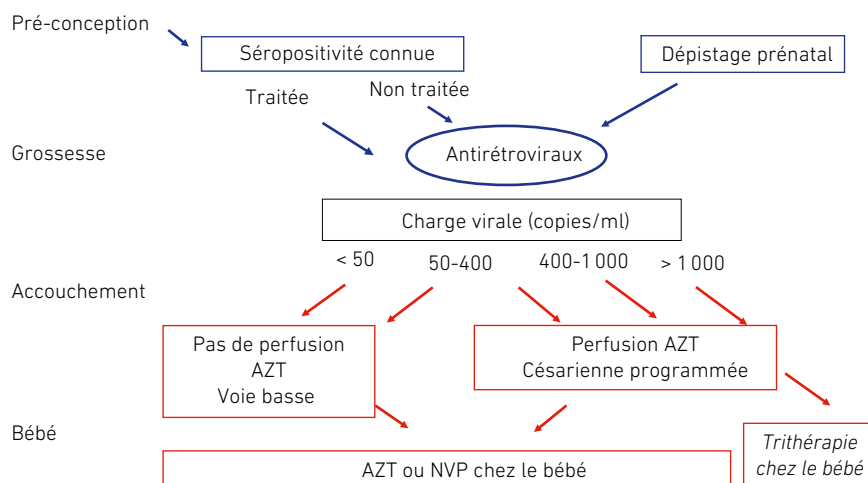 Pré-conception
Séropositivité connue
Dépistage prénatal
Traitée
Non traitée
Grossesse
Antirétroviraux
Charge virale (copies/ml)
< 50
50-400
400-1 000
> 1 000
Accouchement
Pas de perfusion
AZT
Voie basse
Perfusion AZT
Césarienne programmée
Bébé
Trithérapie
chez le bébé
AZT ou NVP chez le bébé